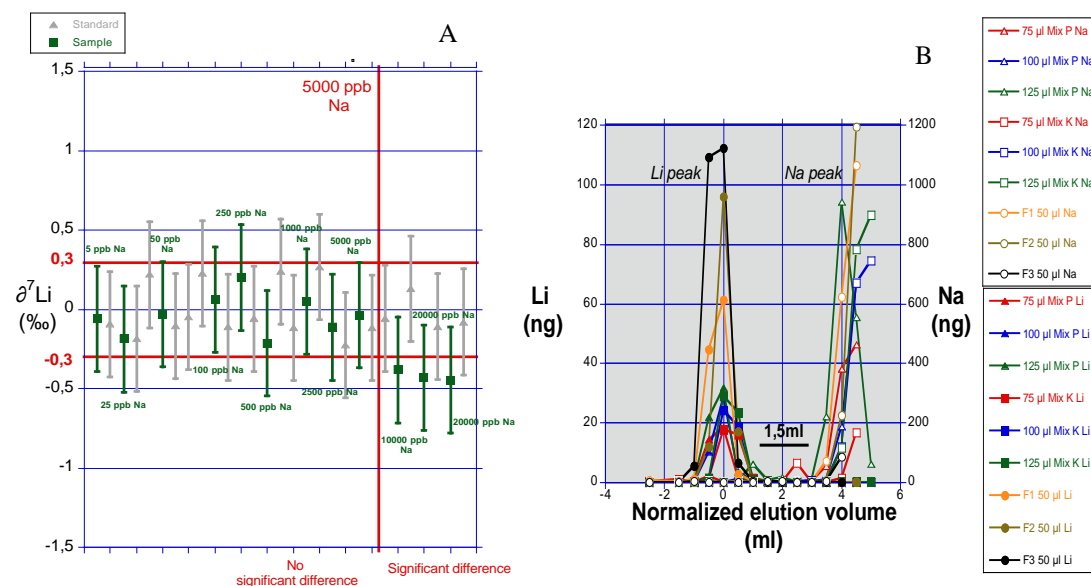 Standard
Sample
A
5000 ppb
Na
1,5
1
0,5
0,3
0
-0,3
-0,5
-1
-1,5
∂7Li
(‰)
5 ppb Na
25 ppb Na
50 ppb
Na
100 ppb Na
250 ppb Na
500 ppb Na
1000 ppb
Na
2500 ppb
Na
5000 ppb
Na
10000 ppb
Na
20000 ppb Na
20000 ppb Na
No
significant difference
Significant difference
B
120
100
80
60
40
20
0
Li
(ng)
Li peak
Na peak
1,5ml
1200
1000
800
600
400
200
0
Na
(ng)
-4 -2 0 2 4 6
Normalized elution volume
(ml)
75 µl Mix P Na
100 µl Mix P Na
125 µl Mix P Na
75 µl Mix K Na
100 µl Mix K Na
125 µl Mix K Na
F1 50 µl Na
F2 50 µl Na
F3 50 µl Na
75 µl Mix P Li
100 µl Mix P Li
125 µl Mix P Li
75 µl Mix K Li
100 µl Mix K Li
125 µl Mix K Li
F1 50 µl Li
F2 50 µl Li
F3 50 µl Li